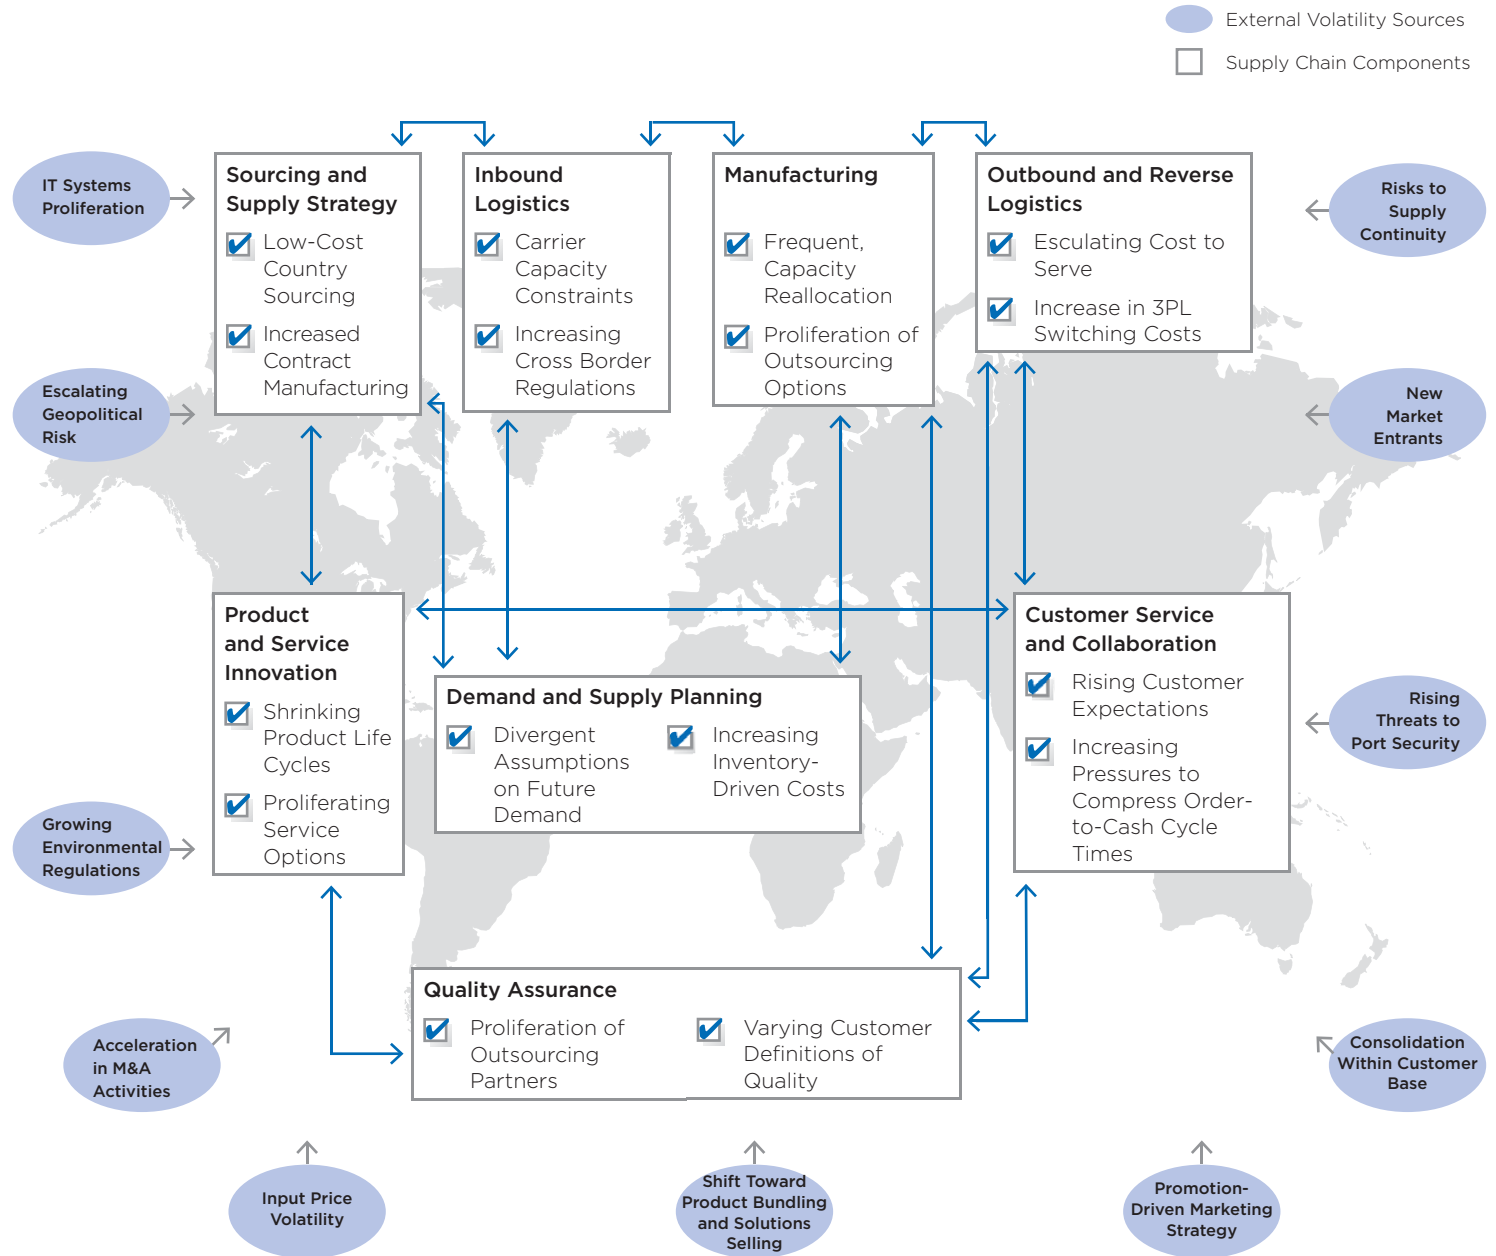 External Volatility Sources
Supply Chain Components
IT Systems
Proliferation
Sourcing and
Supply Strategy
Low-Cost
Country
Sourcing
Increased
Contract
Manufacturing
Inbound
Logistics
Carrier
Capacity
Constraints
Increasing
Cross Border
Regulations
Manufacturing
Frequent,
Capacity
Reallocation
Proliferation of
Outsourcing
Options
Outbound and Reverse
Logistics
Esculating Cost to
Serve
Increase in 3PL
Switching Costs
Risks to
Supply
Continuity
Escalating
Geopolitical
Risk
New
Market
Entrants
Product
and Service
Innovation
Shrinking
Product Life
Cycles
Proliferating
Service
Options
Demand and Supply Planning
Divergent
Assumptions
on Future
Demand
Increasing
Inventory-
Driven Costs
Customer Service
and Collaboration
Rising Customer
Expectations
Increasing
Pressures to
Compress Order-
to-Cash Cycle
Times
Rising
Threats to
Port Security
Growing
Environmental
Regulations
Quality Assurance
Proliferation of
Outsourcing
Partners
Varying Customer
Definitions of
Quality
Acceleration
in M&A
Activities
Consolidation
Within Customer
Base
Input Price
Volatility
Shift Toward
Product Bundling
and Solutions
Selling
Promotion-
Driven Marketing
Strategy